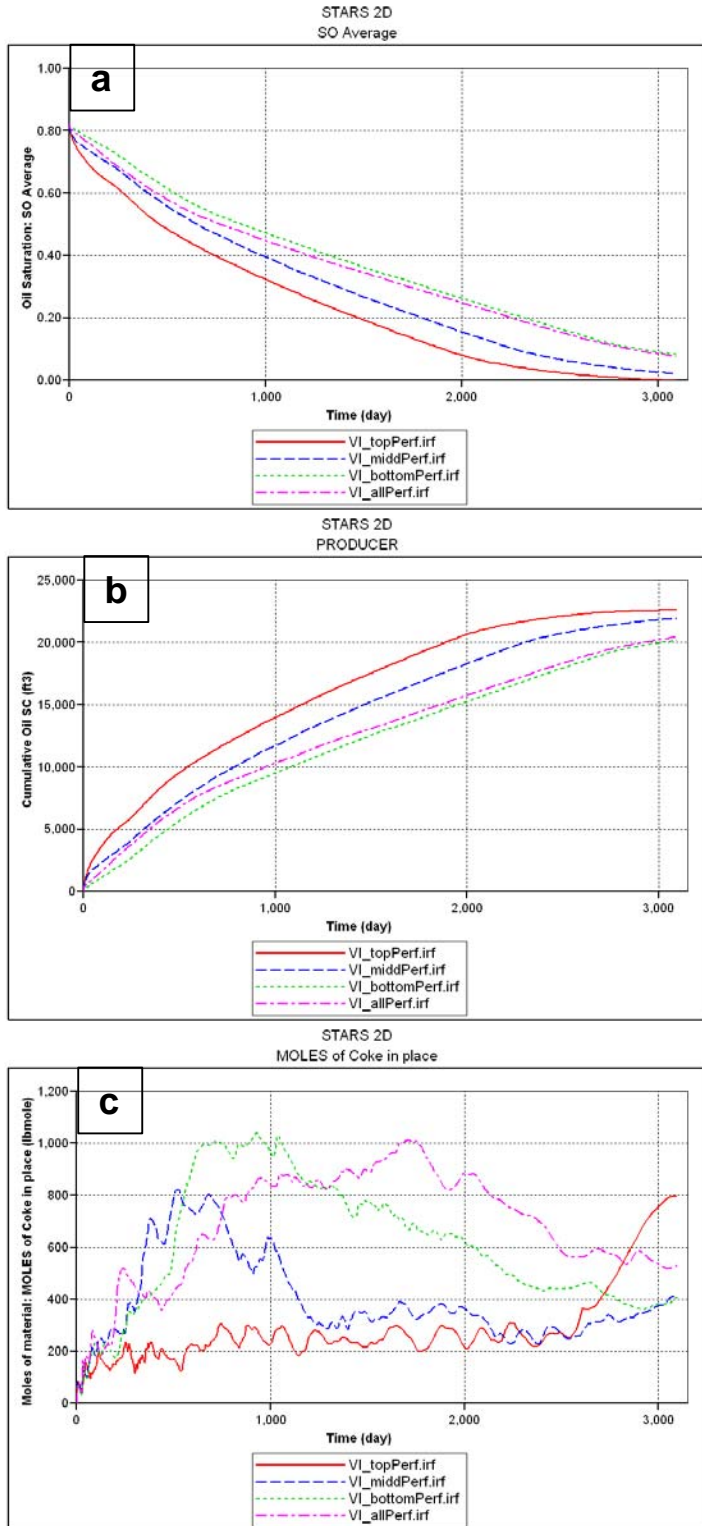 STARS 2D
SO Average
a
Oil Saturation: SO Average
1.00
0.80
0.60
0.40
0.20
0.00
0 1,000 2,000 3,000
Time (day)
VI_topPerf.irf
VI_middPerf.irf
VI_bottomPerf.irf
VI_allPerf.irf
STARS 2D
PRODUCER
b
Cumulative Oil SC (ft3)
25,000
20,000
15,000
10,000
5,000
0
0 1,000 2,000 3,000
Time (day)
VI_topPerf.irf
VI_middPerf.irf
VI_bottomPerf.irf
VI_allPerf.irf
STARS 2D
MOLES of Coke in place
c
Moles of material: MOLES of Coke in place (lbmole)
1,200
1,000
800
600
400
200
0
0 1,000 2,000 3,000
Time (day)
VI_topPerf.irf
VI_middPerf.irf
VI_bottomPerf.irf
VI_allPerf.irf